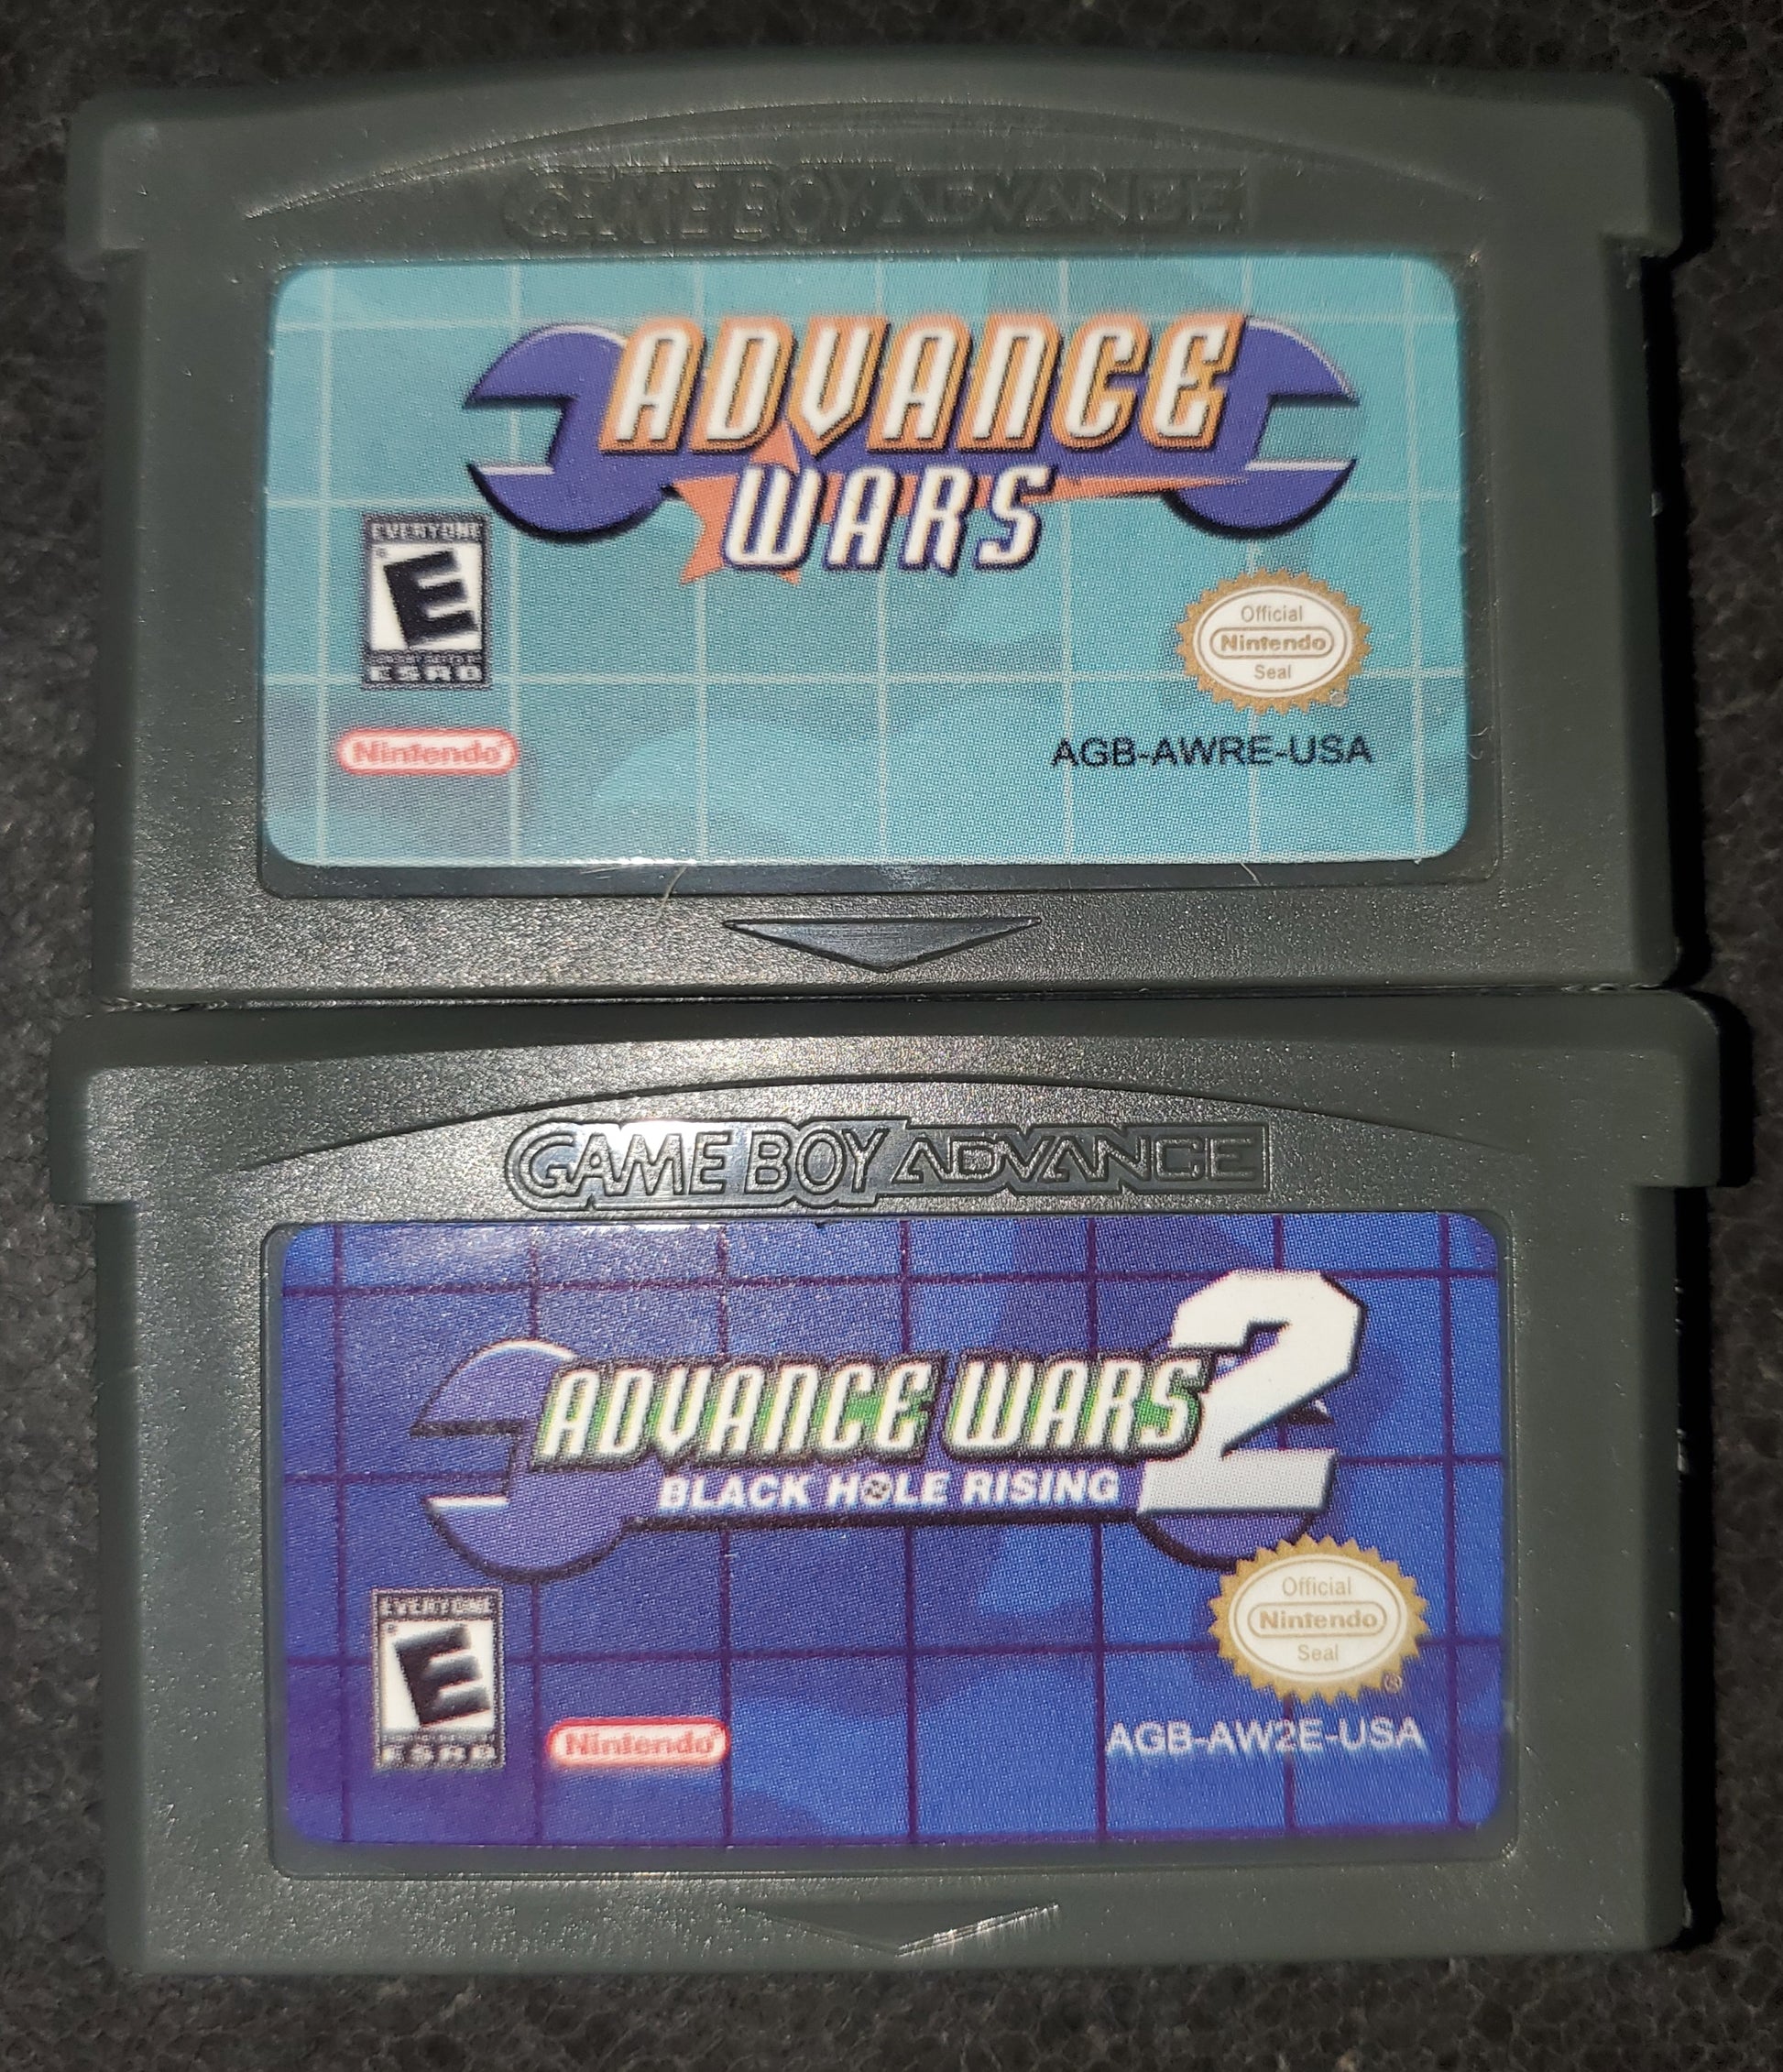 GAME BOY ADVANCE
ADVANCE
WARS
EVERYONE
E
ESRB
Official
Nintendo
Seal
Nintendo®
AGB-AWRE-USA
GAME BOY ADVANCE
ADVANCE WARS 2
BLACK HOLE RISING
EVERYONE
E
ESRB
Official
Nintendo
Seal
®
Nintendo®
AGB-AW2E-USA